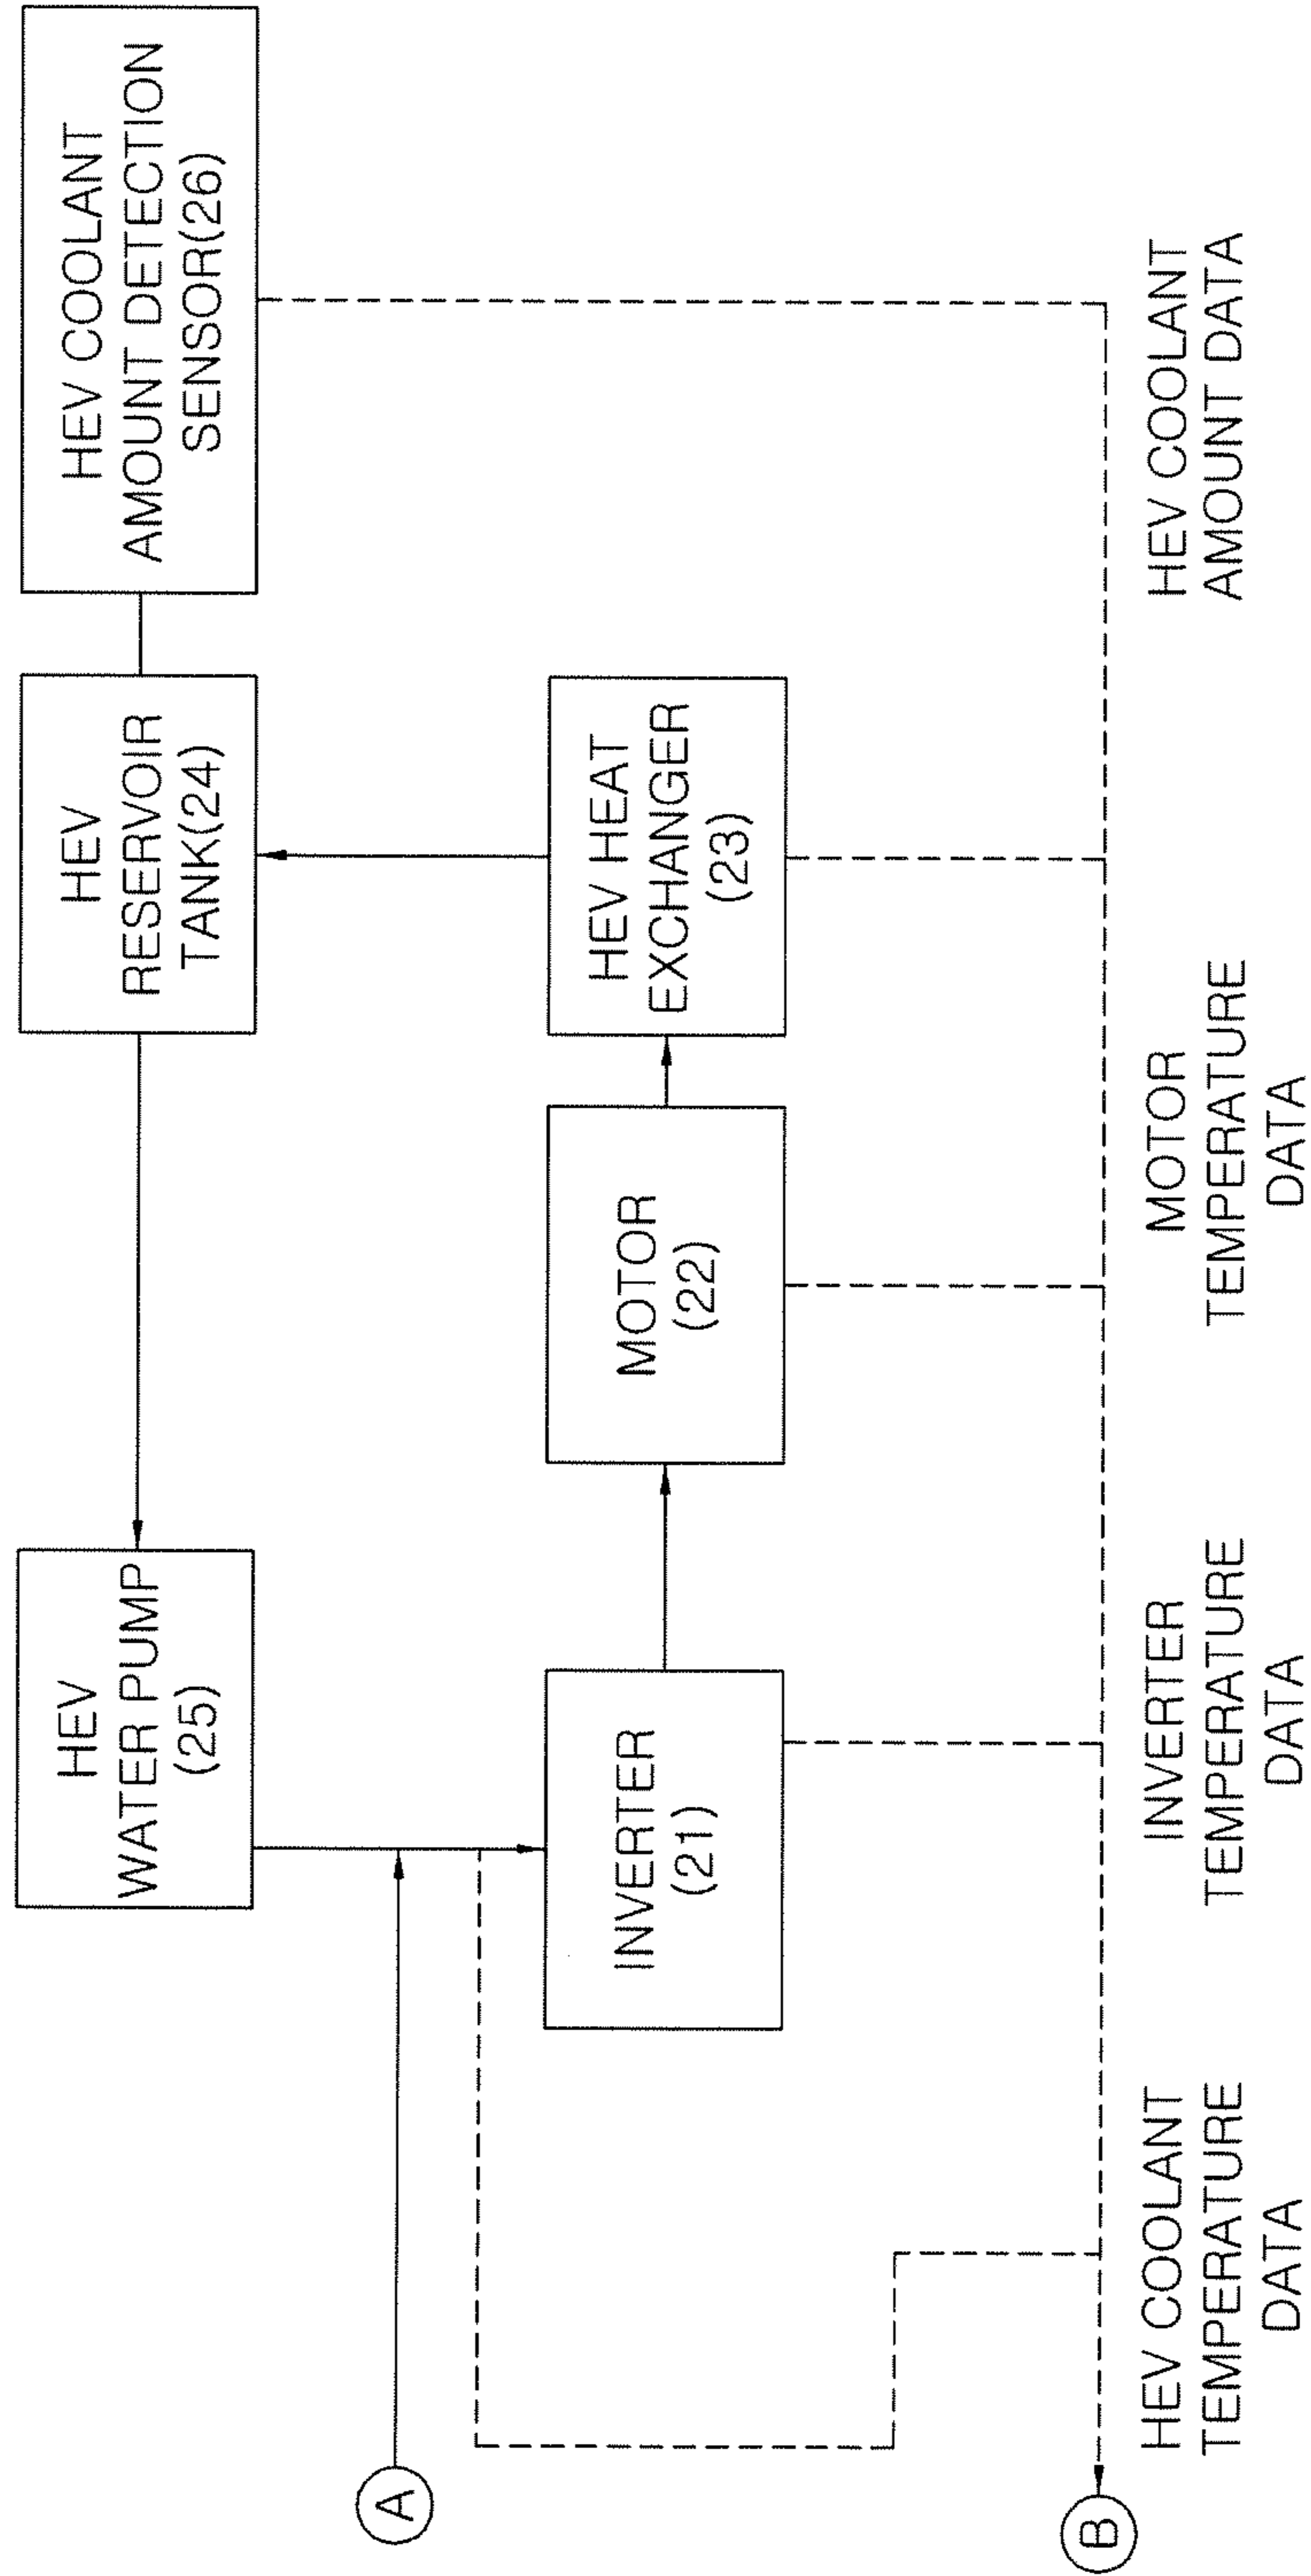 HEV
WATER PUMP
(25)
HEV
RESERVOIR
TANK(24)
HEV COOLANT
AMOUNT DETECTION
SENSOR(26)
A
INVERTER
(21)
MOTOR
(22)
HEV HEAT
EXCHANGER
(23)
B
HEV COOLANT
TEMPERATURE
DATA
INVERTER
TEMPERATURE
DATA
MOTOR
TEMPERATURE
DATA
HEV COOLANT
AMOUNT DATA